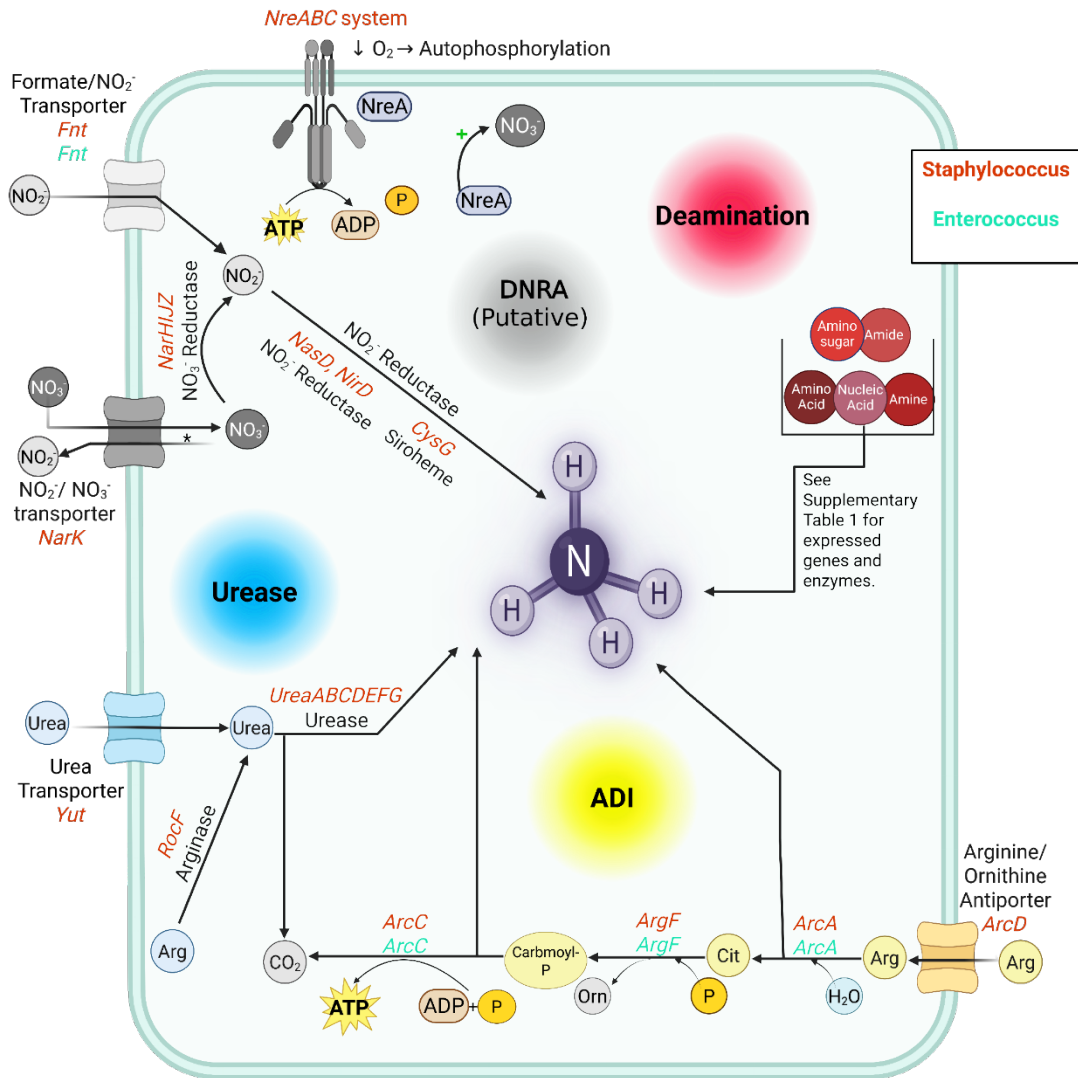 NreABC system
↓ O₂ → Autophosphorylation
NreA
ATP
ADP
P
+
NO₃⁻
NreA
Formate/NO₂⁻
Transporter
Fnt
Fnt
NO₂⁻
NO₂⁻
Staphylococcus
Enterococcus
Deamination
DNRA
(Putative)
NarHIJZ
NO₃⁻ Reductase
NO₂⁻ Reductase
NasD, NirD
NO₂⁻ Reductase
CysG
Siroheme
NO₃⁻
NO₃⁻
*
NO₂⁻
NO₂⁻/ NO₃⁻
transporter
NarK
Amino
sugar
Amide
Amino
Acid
Nucleic
Acid
Amine
See
Supplementary
Table 1 for
expressed
genes and
enzymes.
H
N
H
H
H
Urease
Urea
Urea
Urea
Transporter
Yut
UreaABCDEFG
Urease
RocF
Arginase
Arg
ADI
Arginine/
Ornithine
Antiporter
ArcD
Arg
Arg
ArcA
ArcA
H₂O
Cit
ArgF
ArgF
P
Orn
Carbmoyl-
P
ArcC
ArcC
ADP
+
P
ATP
CO₂